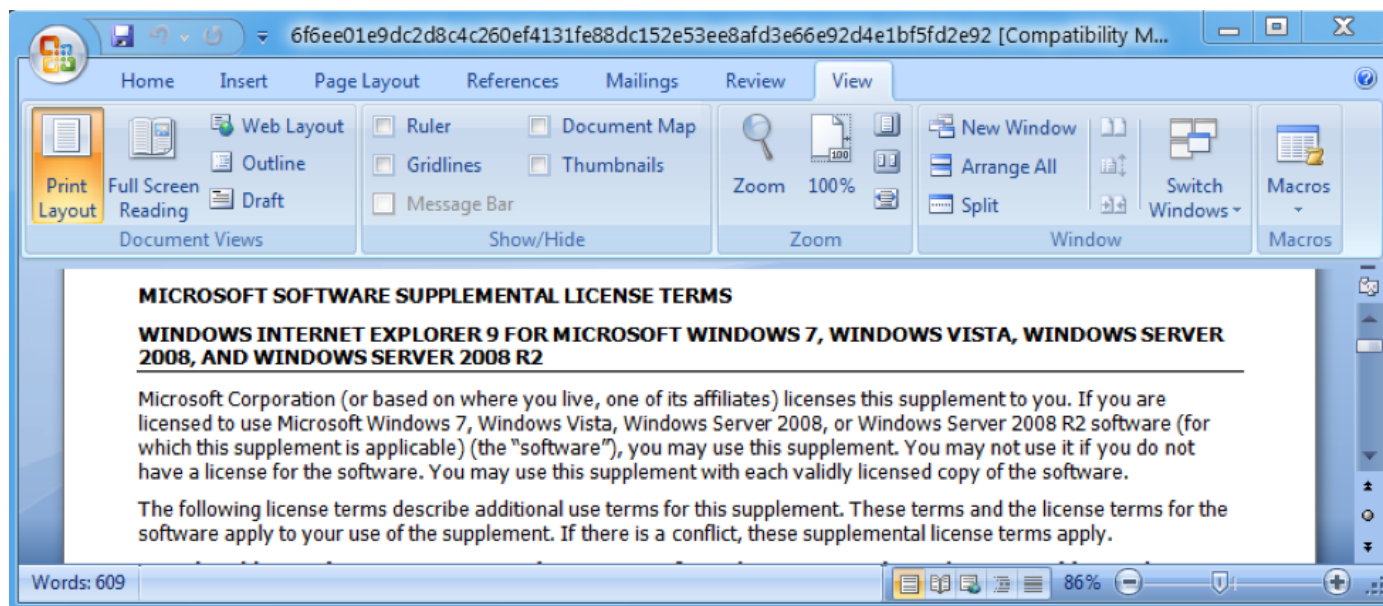 6f6ee01e9dc2d8c4c260ef4131fe88dc152e53ee8afd3e66e92d4e1bf5fd2e92 [Compatibility M...
Home Insert Page Layout References Mailings Review View
Print Layout
Full Screen Reading
Web Layout
Outline
Draft
Document Views
Ruler
Gridlines
Message Bar
Document Map
Thumbnails
Show/Hide
Zoom
100
100%
Zoom
New Window
Arrange All
Split
Switch Windows
Window
Macros
Macros
MICROSOFT SOFTWARE SUPPLEMENTAL LICENSE TERMS
WINDOWS INTERNET EXPLORER 9 FOR MICROSOFT WINDOWS 7, WINDOWS VISTA, WINDOWS SERVER
2008, AND WINDOWS SERVER 2008 R2
Microsoft Corporation (or based on where you live, one of its affiliates) licenses this supplement to you. If you are
licensed to use Microsoft Windows 7, Windows Vista, Windows Server 2008, or Windows Server 2008 R2 software (for
which this supplement is applicable) (the “software”), you may use this supplement. You may not use it if you do not
have a license for the software. You may use this supplement with each validly licensed copy of the software.
The following license terms describe additional use terms for this supplement. These terms and the license terms for the
software apply to your use of the supplement. If there is a conflict, these supplemental license terms apply.
Words: 609
86%